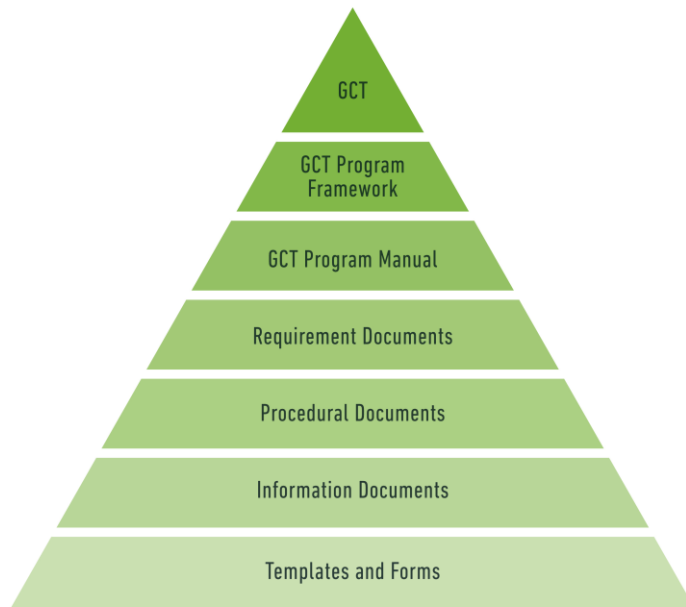 GCT
GCT Program
Framework
GCT Program Manual
Requirement Documents
Procedural Documents
Information Documents
Templates and Forms